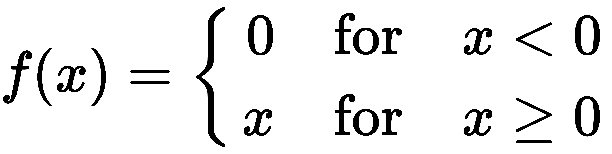 f(x) = { 0 for x < 0
x for x ≥ 0